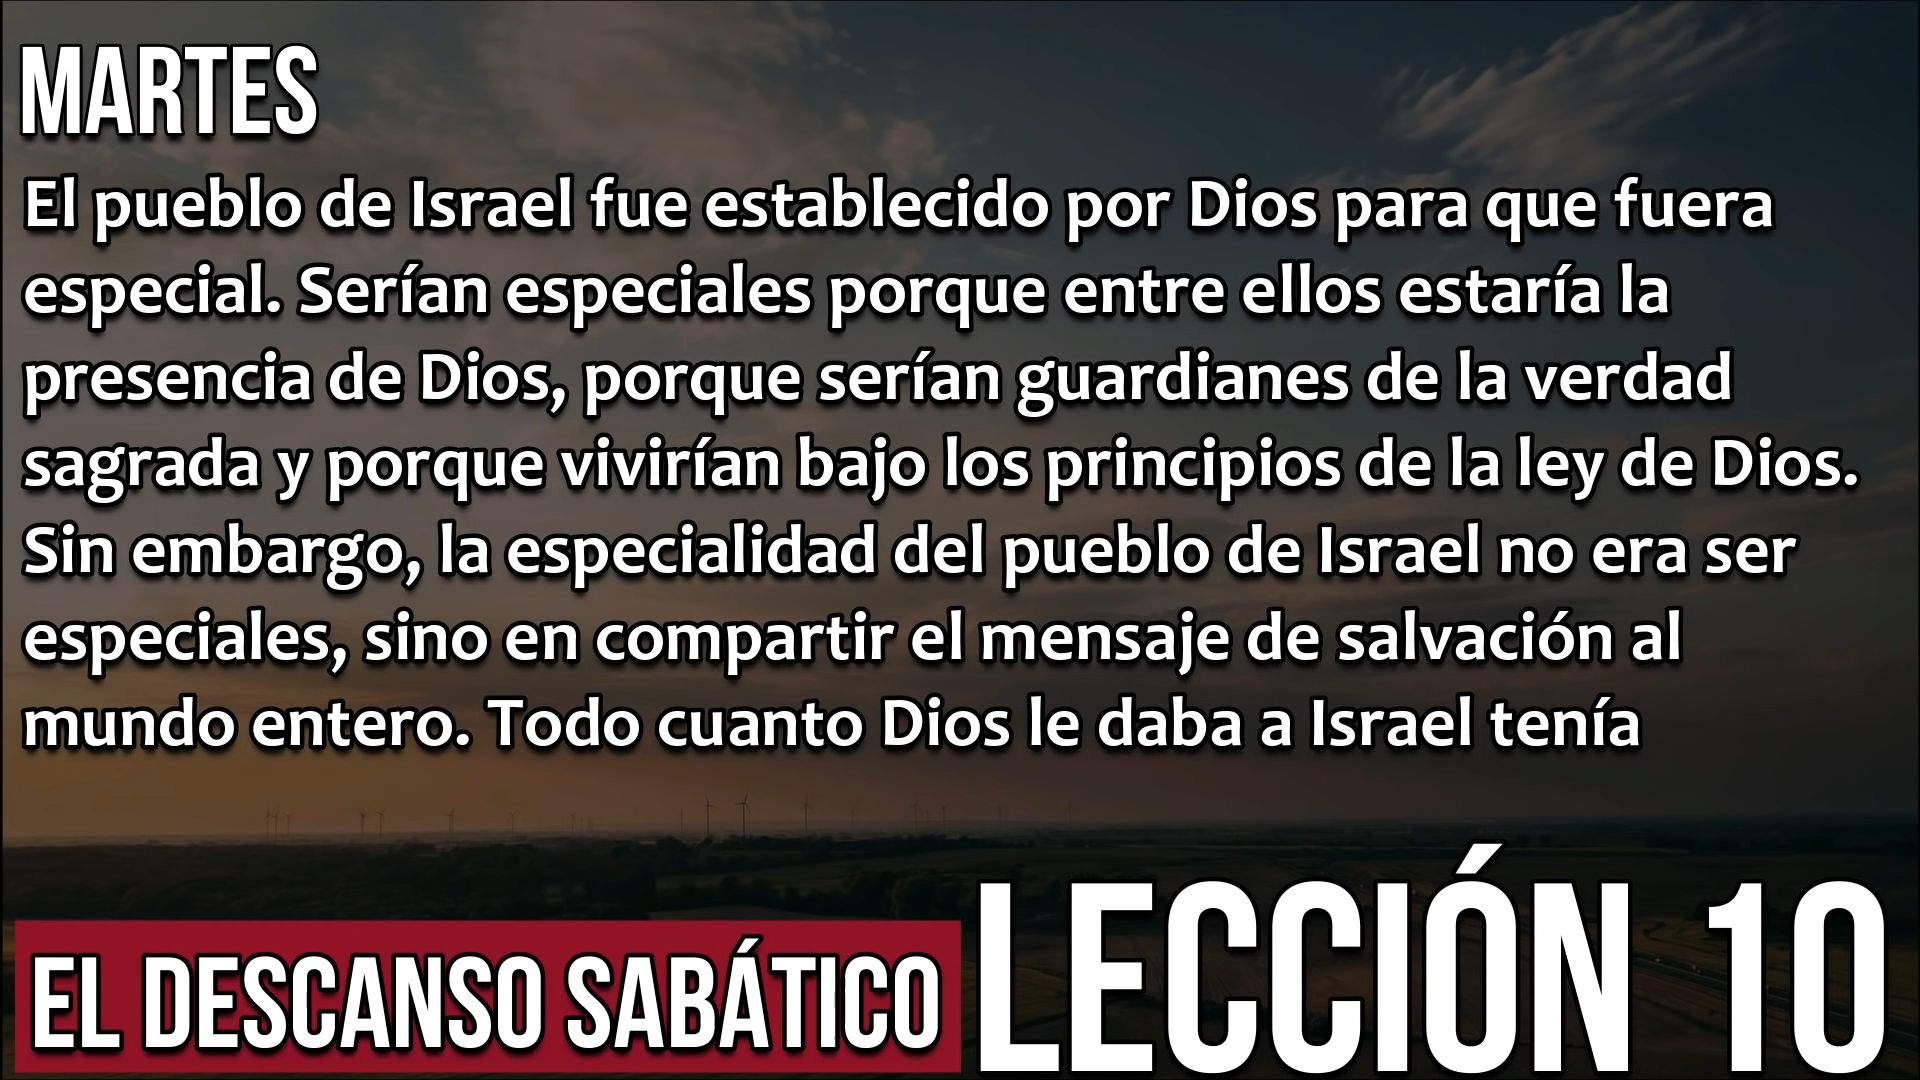 MARTES
El pueblo de Israel fue establecido por Dios para que fuera
especial. Serían especiales porque entre ellos estaría la
presencia de Dios, porque serían guardianes de la verdad
sagrada y porque vivirían bajo los principios de la ley de Dios.
Sin embargo, la especialidad del pueblo de Israel no era ser
especiales, sino en compartir el mensaje de salvación al
mundo entero. Todo cuanto Dios le daba a Israel tenía
EL DESCANSO SABÁTICO
LECCIÓN 10